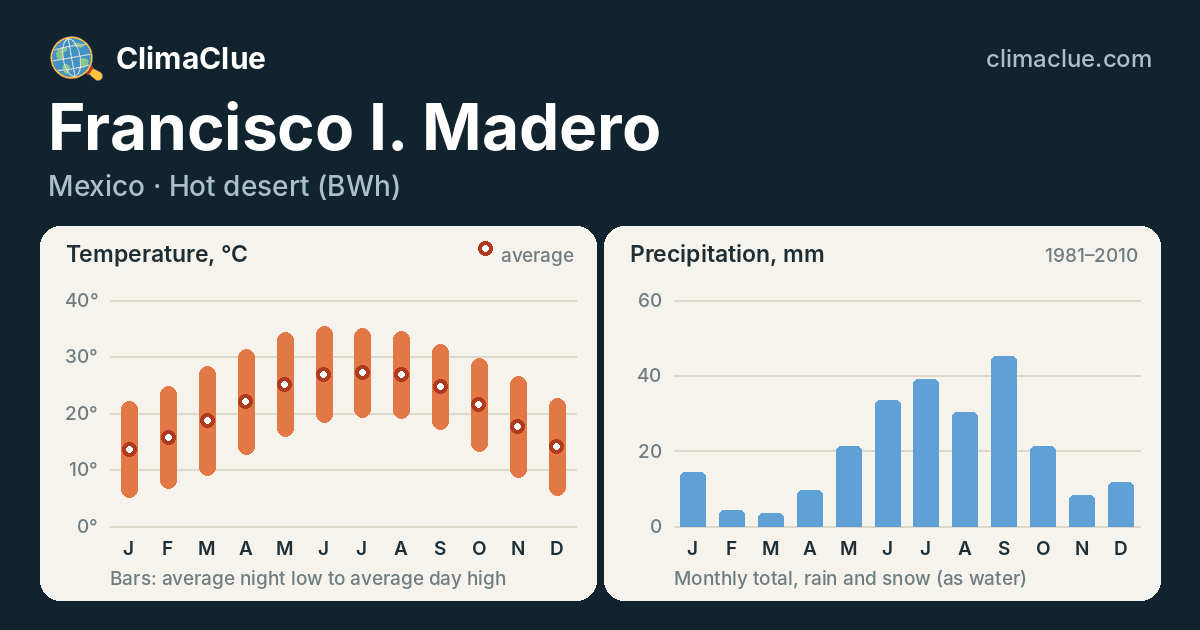 ClimaClue
climaclue.com
Francisco I. Madero
Mexico · Hot desert (BWh)
Temperature, °C
average
40°
30°
20°
10°
0°
J F M A M J J A S O N D
Bars: average night low to average day high
Precipitation, mm
1981–2010
60
40
20
0
J F M A M J J A S O N D
Monthly total, rain and snow (as water)